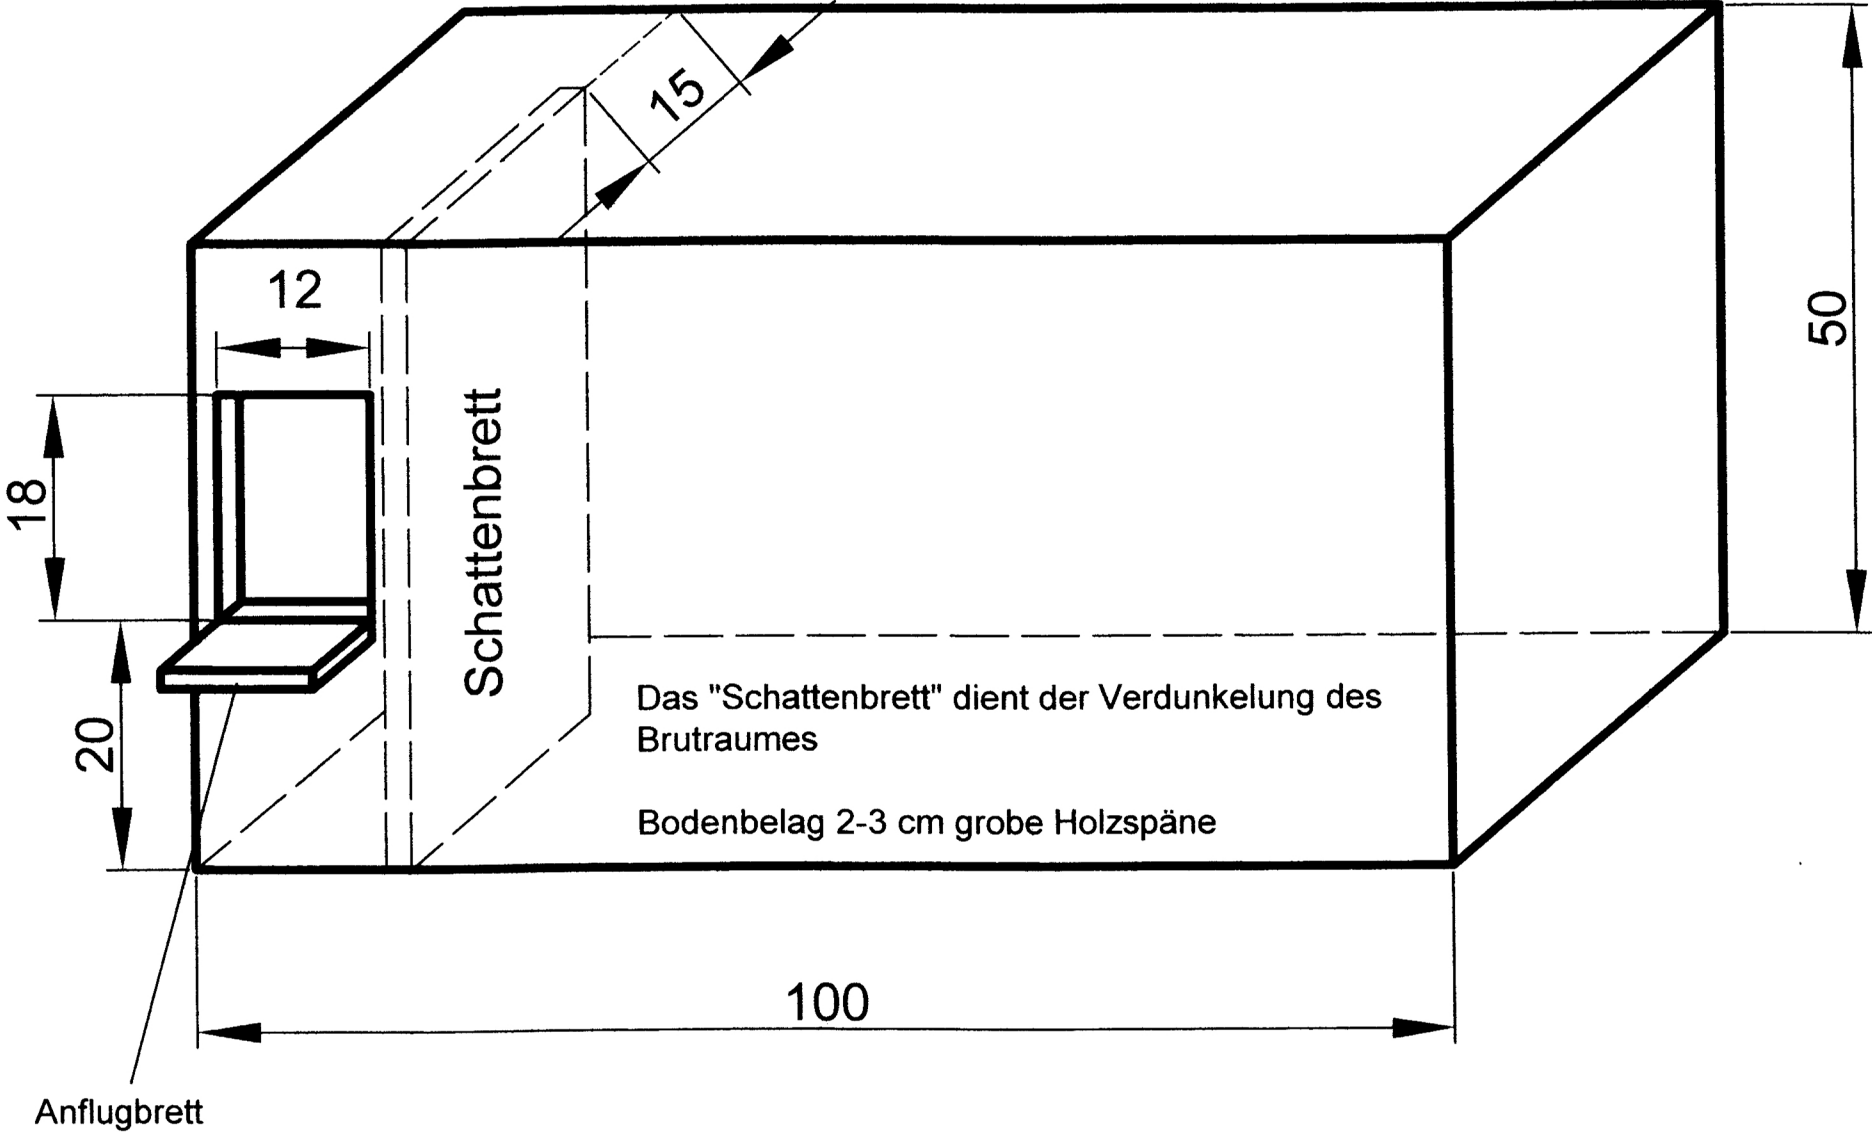 15
12
50
18
Schattenbrett
Das "Schattenbrett" dient der Verdunkelung des
Brutraumes
20
Bodenbelag 2-3 cm grobe Holzspäne
100
Anflugbrett